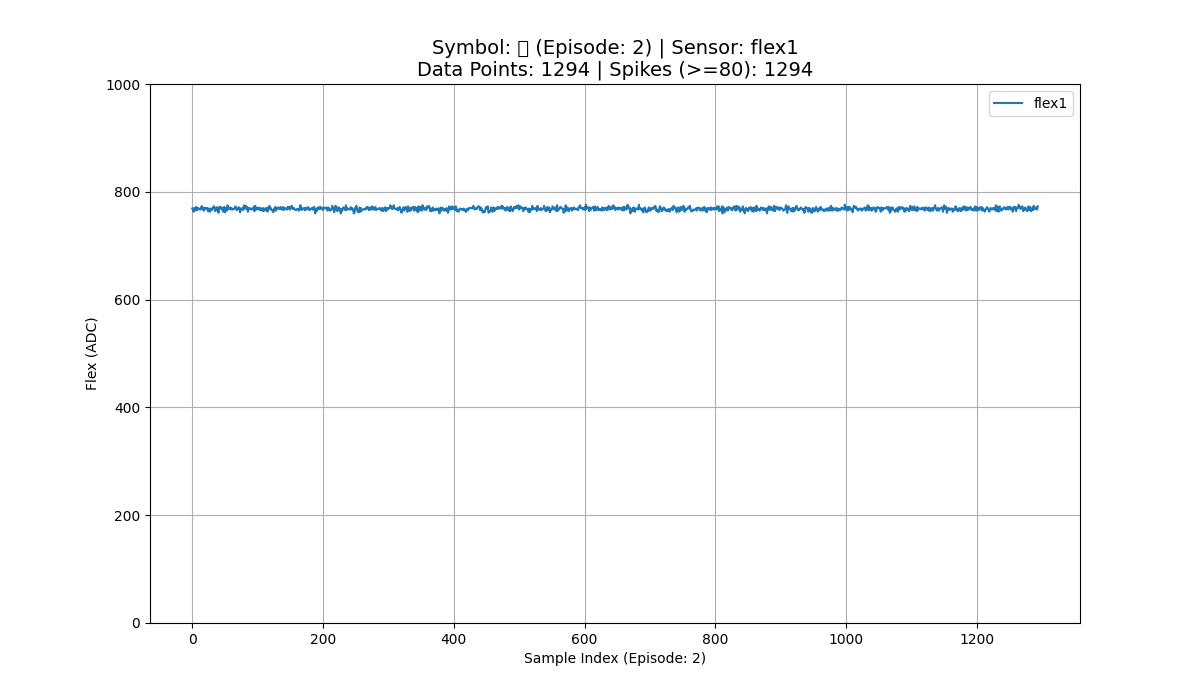 Symbol: (Episode: 2) | Sensor: flex1
Data Points: 1294 | Spikes (>=80): 1294
flex1
1000
800
600
400
200
0
Flex (ADC)
0 200 400 600 800 1000 1200
Sample Index (Episode: 2)